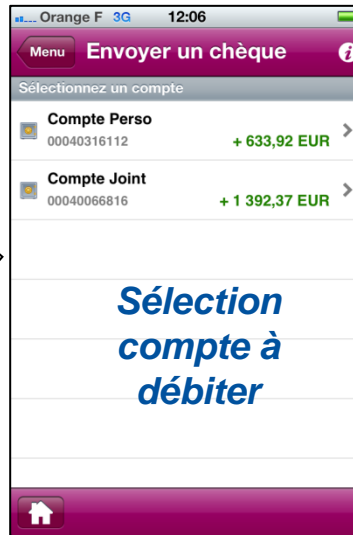 Orange F 3G 12:06
Menu Envoyer un chèque i
Sélectionnez un compte
Compte Perso
00040316112 + 633,92 EUR
Compte Joint
00040066816 + 1 392,37 EUR
Sélection
compte à
débiter